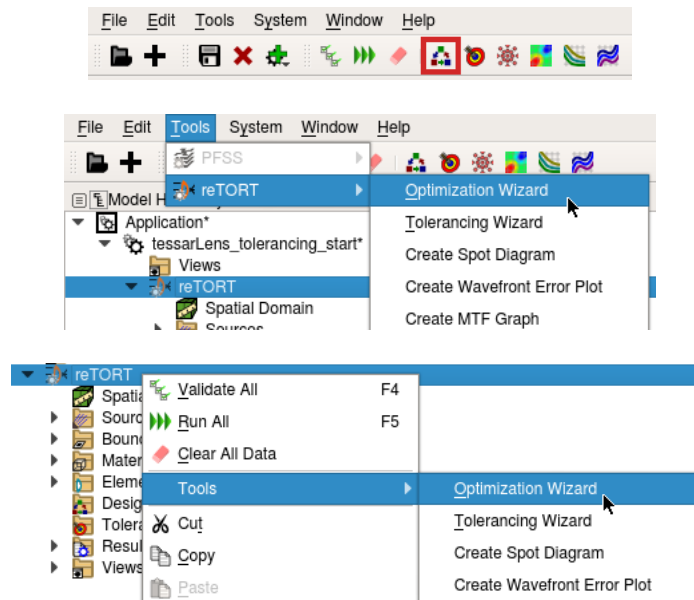 File Edit Tools System Window Help
File Edit Tools System Window Help
PFSS
Model H
reTORT
Optimization Wizard
Application*
Tolerancing Wizard
tessarLens_tolerancing_start*
Create Spot Diagram
Views
reTORT
Create Wavefront Error Plot
Spatial Domain
Create MTF Graph
Sources
reTORT
Validate All F4
Spatia
Sourc
Run All F5
Boun
Clear All Data
Mater
Eleme
Tools
Optimization Wizard
Desig
Tolera
Cut
Tolerancing Wizard
Resul
Copy
Create Spot Diagram
Views
Paste
Create Wavefront Error Plot